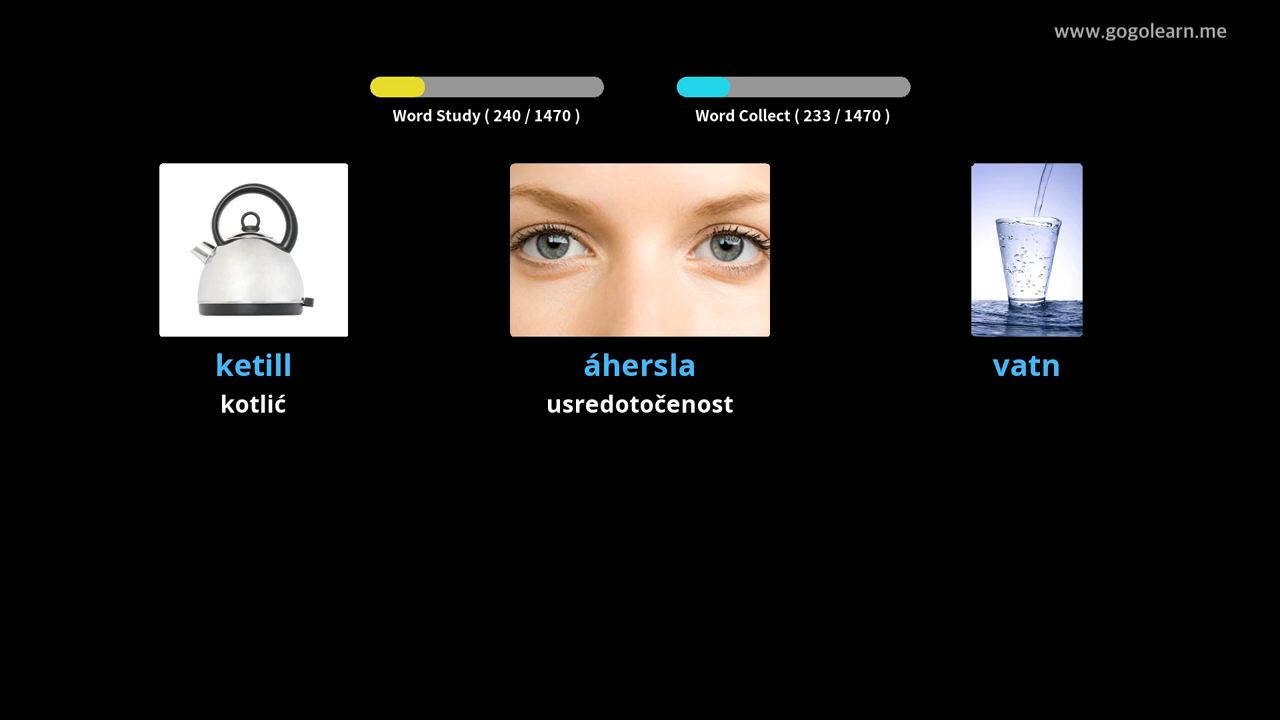 www.gogolearn.me
Word Study ( 240 / 1470 )
Word Collect ( 233 / 1470 )
ketill
áhersla
vatn
kotlić
usredotočenost